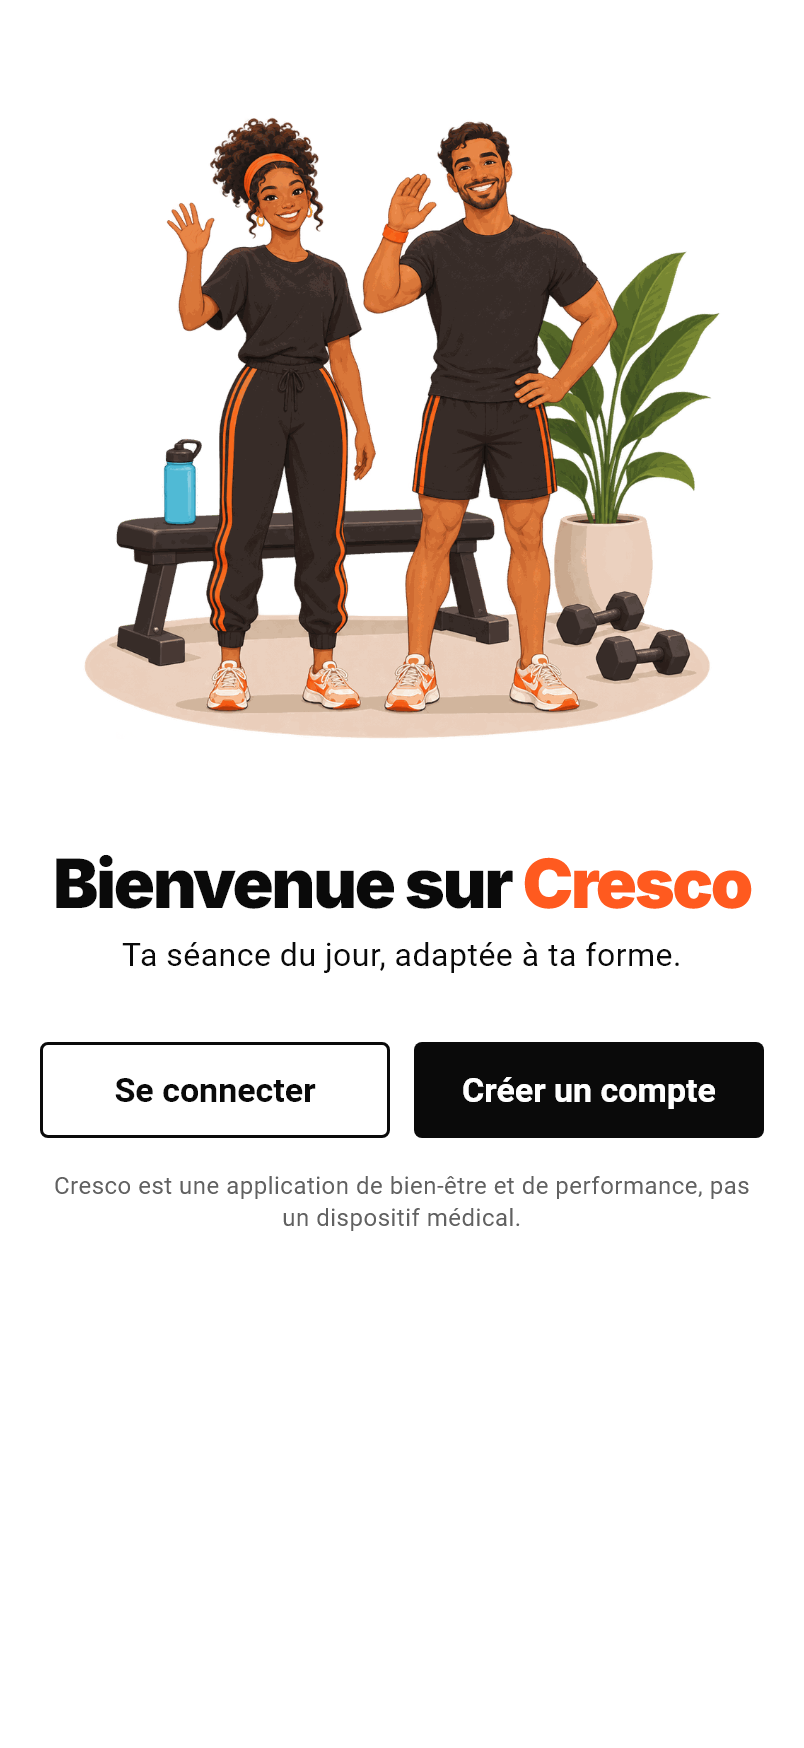 Bienvenue sur Cresco
Ta séance du jour, adaptée à ta forme.
Se connecter
Créer un compte
Cresco est une application de bien-être et de performance, pas
un dispositif médical.